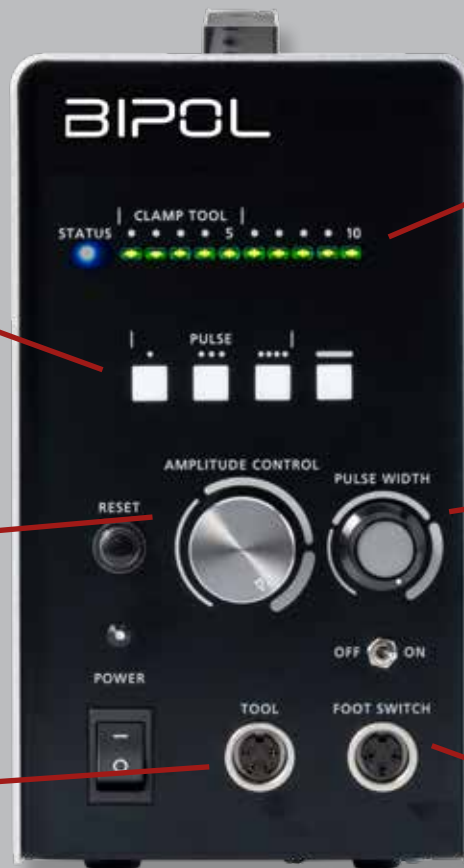 BIPOL
CLAMP TOOL
STATUS 5 10
PULSE
AMPLITUDE CONTROL
PULSE WIDTH
RESET
OFF ON
POWER
TOOL FOOT SWITCH